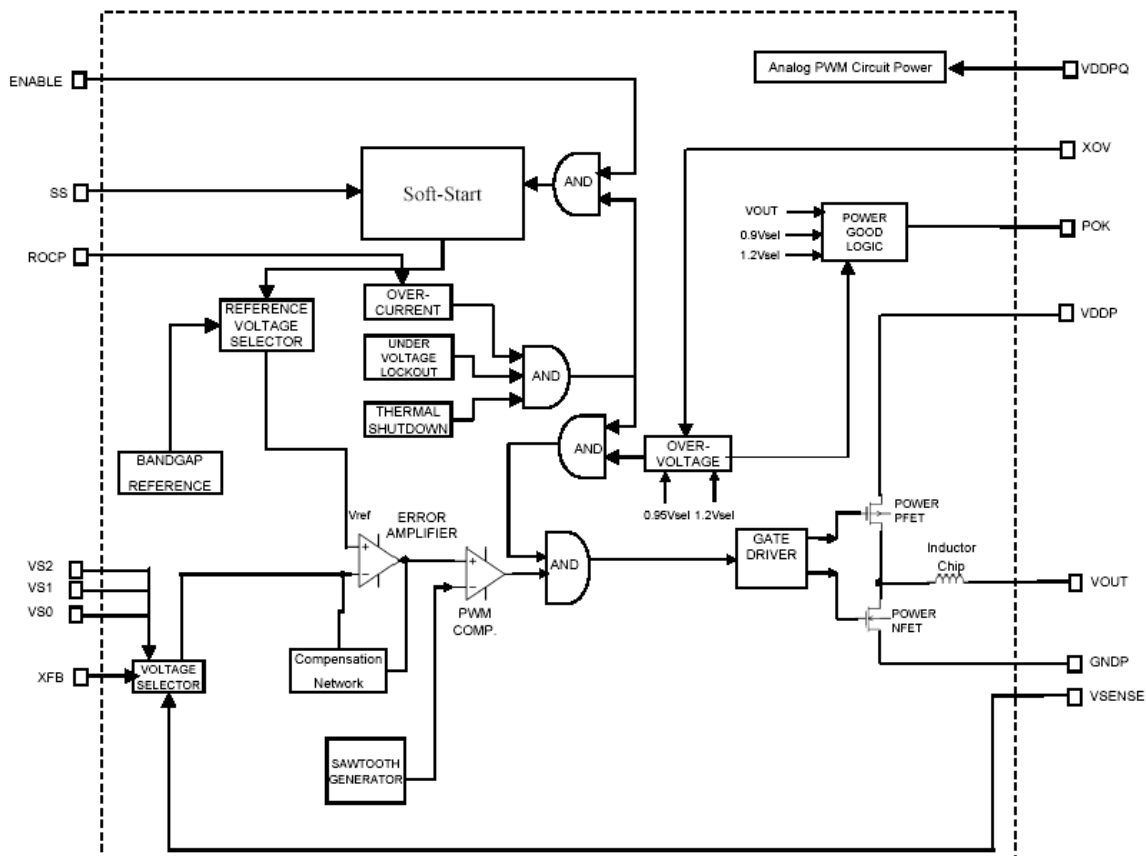 Analog PWM Circuit Power
VDDPQ
ENABLE
XOV
AND
SS
Soft-Start
VOUT
0.9Vsel
1.2Vsel
POWER
GOOD
LOGIC
POK
ROCP
REFERENCE
VOLTAGE
SELECTOR
OVER-
CURRENT
VDDP
UNDER
VOLTAGE
LOCKOUT
AND
THERMAL
SHUTDOWN
AND
OVER-
VOLTAGE
BANDGAP
REFERENCE
0.95Vsel
1.2Vsel
POWER
PFET
Vref
ERROR
AMPLIFIER
+
−
+
−
PWM
COMP.
AND
GATE
DRIVER
Inductor
Chip
VOUT
VS2
VS1
VS0
POWER
NFET
XFB
VOLTAGE
SELECTOR
Compensation
Network
GNDP
VSENSE
SAWTOOTH
GENERATOR